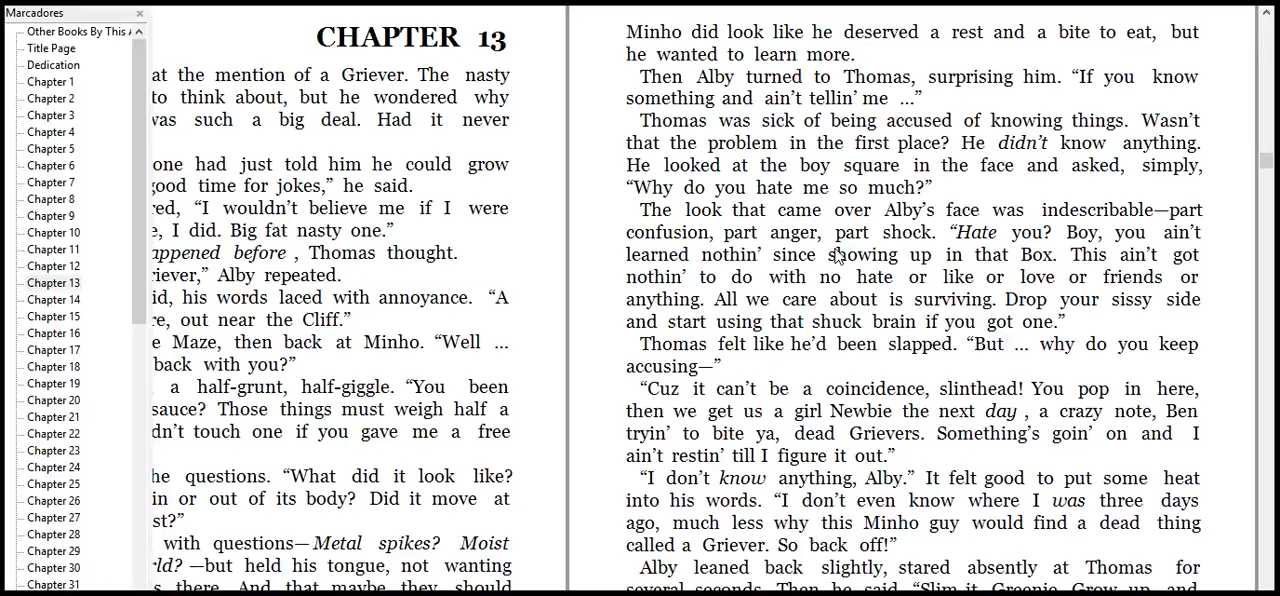 Marcadores
Other Books By This A
Title Page
Dedication
Chapter 1
Chapter 2
Chapter 3
Chapter 4
Chapter 5
Chapter 6
Chapter 7
Chapter 8
Chapter 9
Chapter 10
Chapter 11
Chapter 12
Chapter 13
Chapter 14
Chapter 15
Chapter 16
Chapter 17
Chapter 18
Chapter 19
Chapter 20
Chapter 21
Chapter 22
Chapter 23
Chapter 24
Chapter 25
Chapter 26
Chapter 27
Chapter 28
Chapter 29
Chapter 30
Chapter 31
CHAPTER 13
at the mention of a Griever. The nasty
to think about, but he wondered why
was such a big deal. Had it never
one had just told him he could grow
good time for jokes,” he said.
red, “I wouldn’t believe me if I were
e, I did. Big fat nasty one.”
appened before , Thomas thought.
riever,” Alby repeated.
id, his words laced with annoyance. “A
re, out near the Cliff.”
e Maze, then back at Minho. “Well ...
back with you?”
a half-grunt, half-giggle. “You been
sauce? Those things must weigh half a
dn’t touch one if you gave me a free
he questions. “What did it look like?
in or out of its body? Did it move at
st?”
with questions—Metal spikes? Moist
rld? —but held his tongue, not wanting
s there. And that maybe they should
Minho did look like he deserved a rest and a bite to eat, but
he wanted to learn more.
Then Alby turned to Thomas, surprising him. “If you know
something and ain’t tellin’ me ...”
Thomas was sick of being accused of knowing things. Wasn’t
that the problem in the first place? He didn’t know anything.
He looked at the boy square in the face and asked, simply,
“Why do you hate me so much?”
The look that came over Alby’s face was indescribable—part
confusion, part anger, part shock. “Hate you? Boy, you ain’t
learned nothin’ since showing up in that Box. This ain’t got
nothin’ to do with no hate or like or love or friends or
anything. All we care about is surviving. Drop your sissy side
and start using that shuck brain if you got one.”
Thomas felt like he’d been slapped. “But ... why do you keep
accusing—”
“Cuz it can’t be a coincidence, slinthead! You pop in here,
then we get us a girl Newbie the next day , a crazy note, Ben
tryin’ to bite ya, dead Grievers. Something’s goin’ on and I
ain’t restin’ till I figure it out.”
“I don’t know anything, Alby.” It felt good to put some heat
into his words. “I don’t even know where I was three days
ago, much less why this Minho guy would find a dead thing
called a Griever. So back off!”
Alby leaned back slightly, stared absently at Thomas for
several seconds. Then he said, “Slim it, Greenie. Grow up and